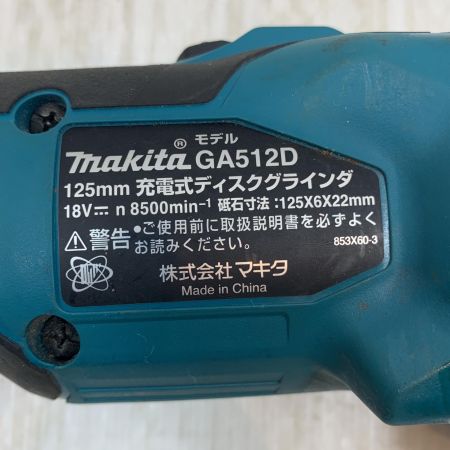 モデル
makita® GA512D
125mm 充電式ディスクグラインダ
18V⎓ n 8500min⁻¹ 砥石寸法:125X6X22mm
⚠警告 ●ご使用前に取扱説明書を必ずよく
お読みください。
853X60-3
株式会社 マキタ
Made in China